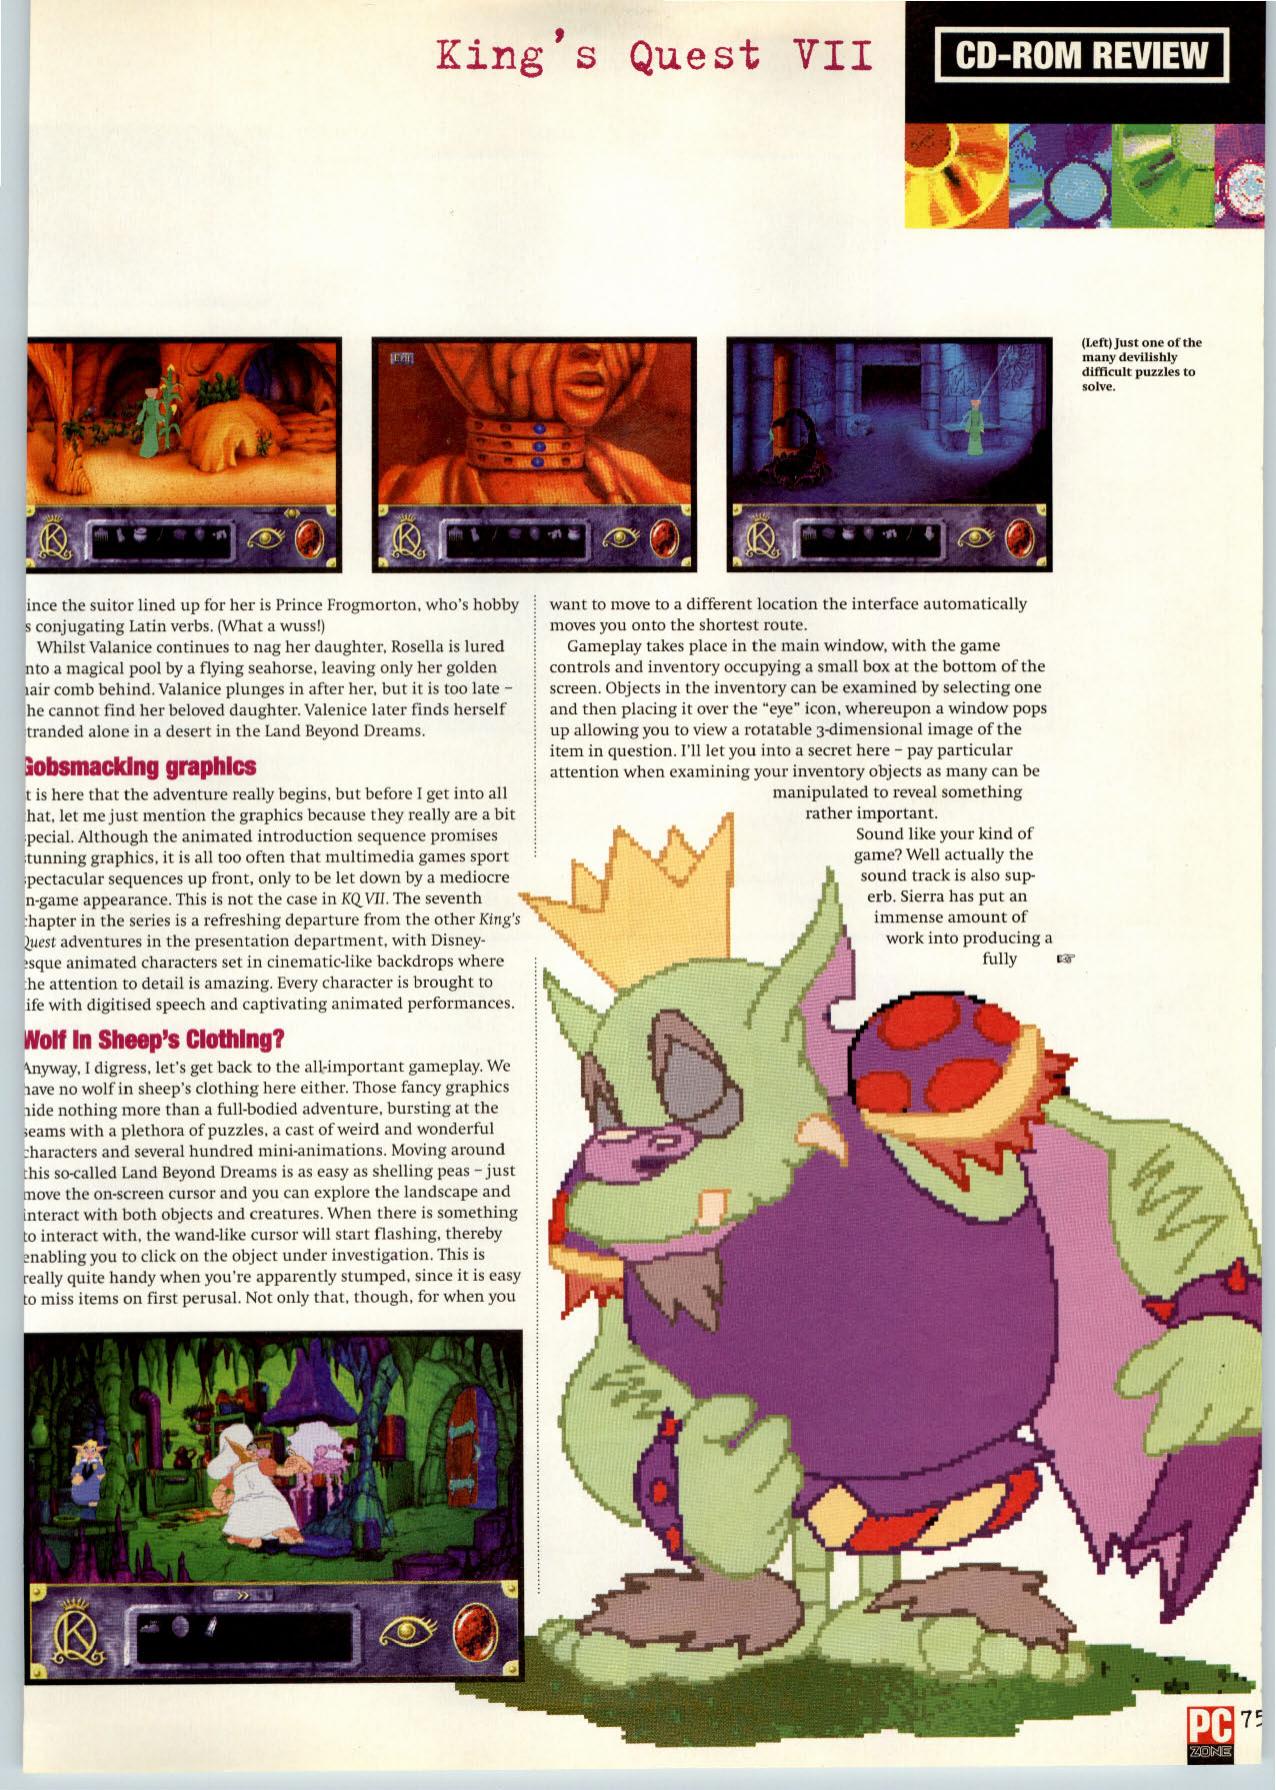 King's Quest VII
CD-ROM REVIEW
(Left) Just one of the
many devilishly
difficult puzzles to
solve.
EXIT
ince the suitor lined up for her is Prince Frogmorton, who's hobby
s conjugating Latin verbs. (What a wuss!)
Whilst Valanice continues to nag her daughter, Rosella is lured
nto a magical pool by a flying seahorse, leaving only her golden
air comb behind. Valanice plunges in after her, but it is too late –
he cannot find her beloved daughter. Valenice later finds herself
tranded alone in a desert in the Land Beyond Dreams.
Gobsmacking graphics
t is here that the adventure really begins, but before I get into all
hat, let me just mention the graphics because they really are a bit
pecial. Although the animated introduction sequence promises
tunning graphics, it is all too often that multimedia games sport
pectacular sequences up front, only to be let down by a mediocre
n-game appearance. This is not the case in KQ VII. The seventh
chapter in the series is a refreshing departure from the other King's
Quest adventures in the presentation department, with Disney-
esque animated characters set in cinematic-like backdrops where
the attention to detail is amazing. Every character is brought to
ife with digitised speech and captivating animated performances.
Wolf In Sheep's Clothing?
Anyway, I digress, let's get back to the all-important gameplay. We
have no wolf in sheep's clothing here either. Those fancy graphics
hide nothing more than a full-bodied adventure, bursting at the
seams with a plethora of puzzles, a cast of weird and wonderful
characters and several hundred mini-animations. Moving around
this so-called Land Beyond Dreams is as easy as shelling peas – just
move the on-screen cursor and you can explore the landscape and
interact with both objects and creatures. When there is something
to interact with, the wand-like cursor will start flashing, thereby
enabling you to click on the object under investigation. This is
really quite handy when you're apparently stumped, since it is easy
to miss items on first perusal. Not only that, though, for when you
want to move to a different location the interface automatically
moves you onto the shortest route.
Gameplay takes place in the main window, with the game
controls and inventory occupying a small box at the bottom of the
screen. Objects in the inventory can be examined by selecting one
and then placing it over the “eye” icon, whereupon a window pops
up allowing you to view a rotatable 3-dimensional image of the
item in question. I'll let you into a secret here – pay particular
attention when examining your inventory objects as many can be
manipulated to reveal something
rather important.
Sound like your kind of
game? Well actually the
sound track is also sup-
erb. Sierra has put an
immense amount of
work into producing a
fully
PC
ZONE
75